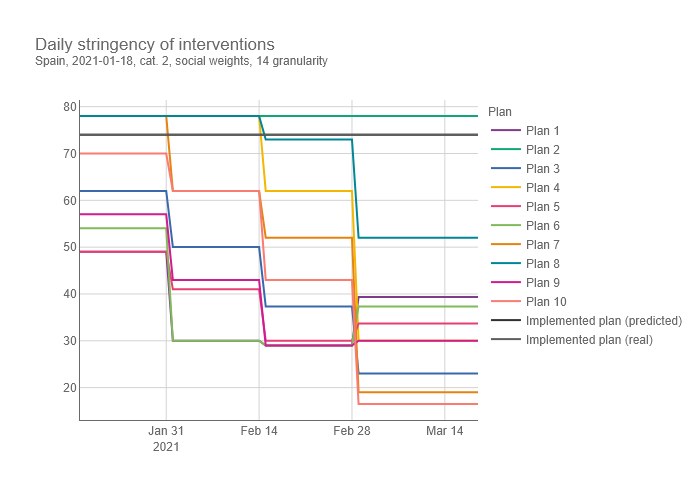 Daily stringency of interventions
Spain, 2021-01-18, cat. 2, social weights, 14 granularity
80
70
60
50
40
30
20
Jan 31
2021
Feb 14
Feb 28
Mar 14
Plan
Plan 1
Plan 2
Plan 3
Plan 4
Plan 5
Plan 6
Plan 7
Plan 8
Plan 9
Plan 10
Implemented plan (predicted)
Implemented plan (real)